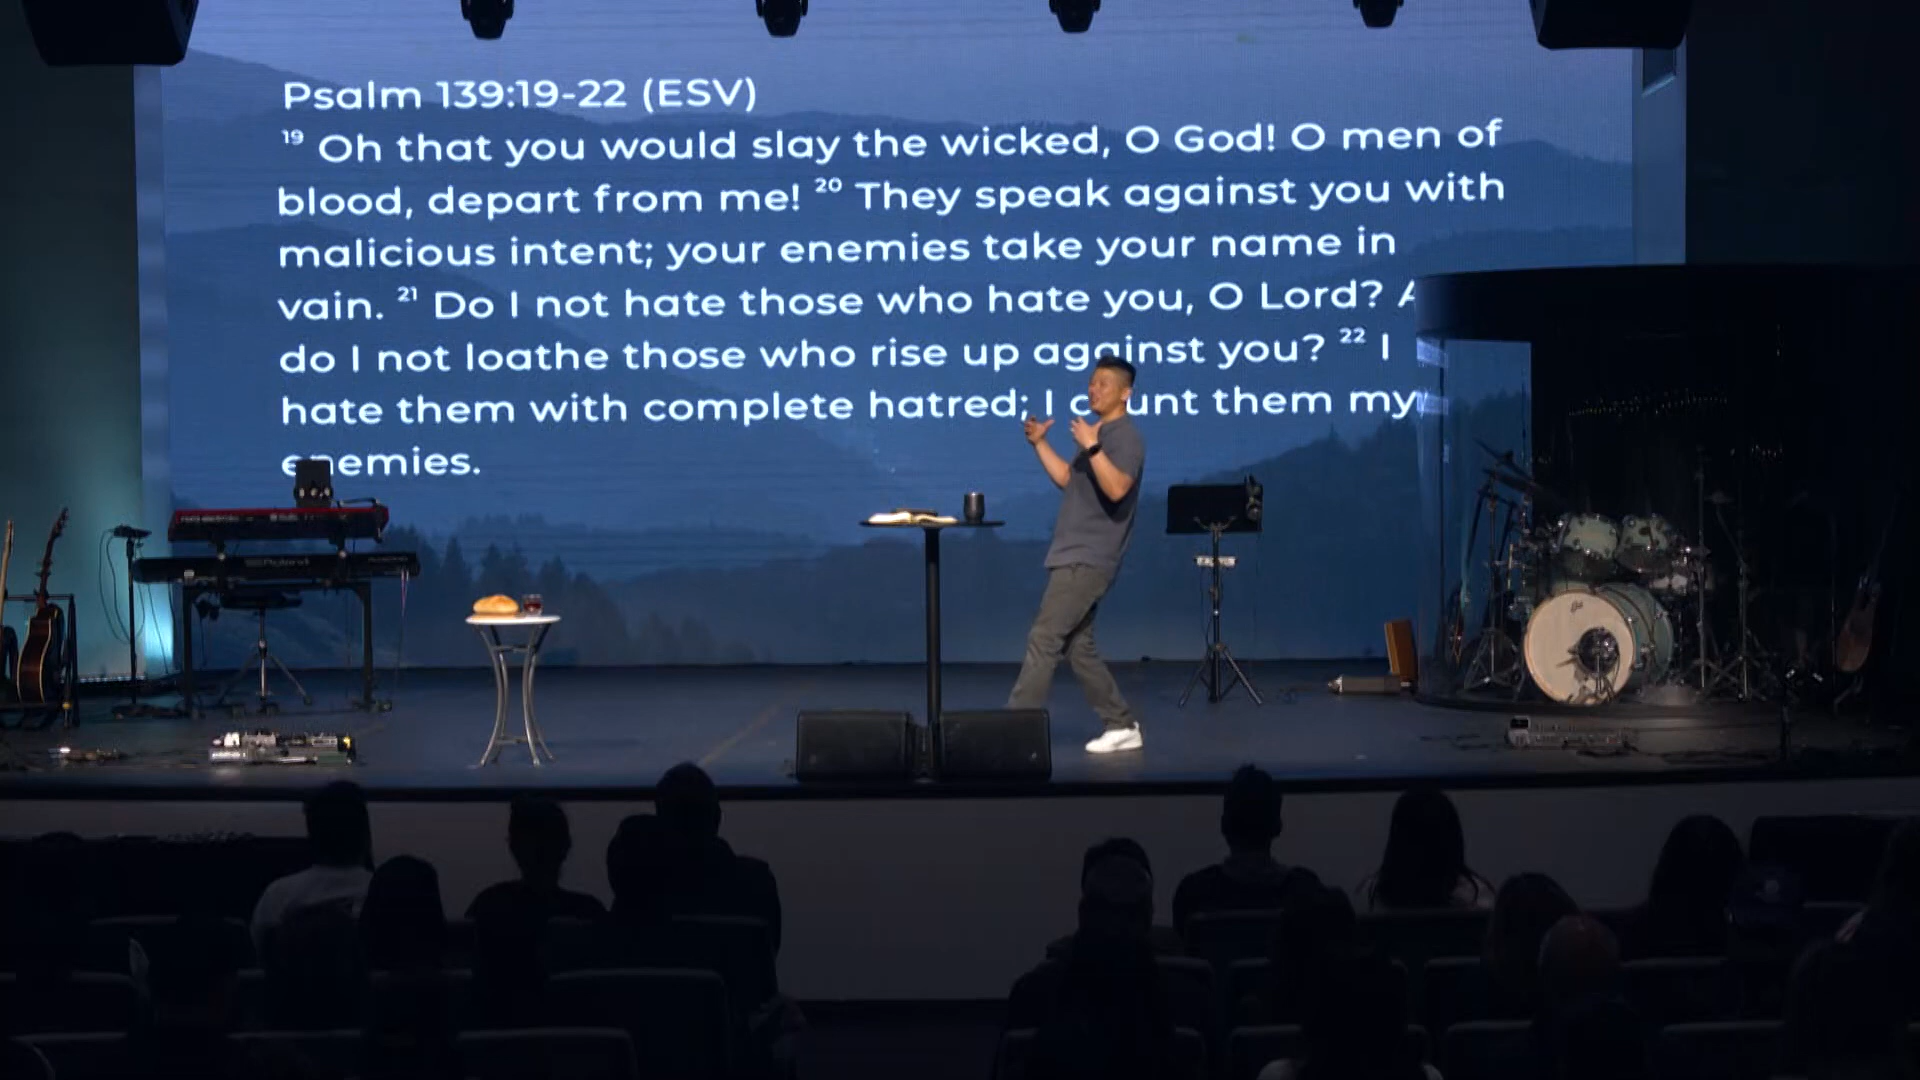 Psalm 139:19-22 (ESV)
19 Oh that you would slay the wicked, O God! O men of
blood, depart from me! 20 They speak against you with
malicious intent; your enemies take your name in
vain. 21 Do I not hate those who hate you, O Lord? A
do I not loathe those who rise up against you? 22 I
hate them with complete hatred; I count them my
enemies.
Roland